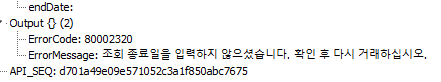 endDate:
Output {} (2)
ErrorCode: 80002320
ErrorMessage: 조회 종료일을 입력하지 않으셨습니다. 확인 후 다시 거래하십시오.
API_SEQ: d701a49e09e571052c3a1f850abc7675